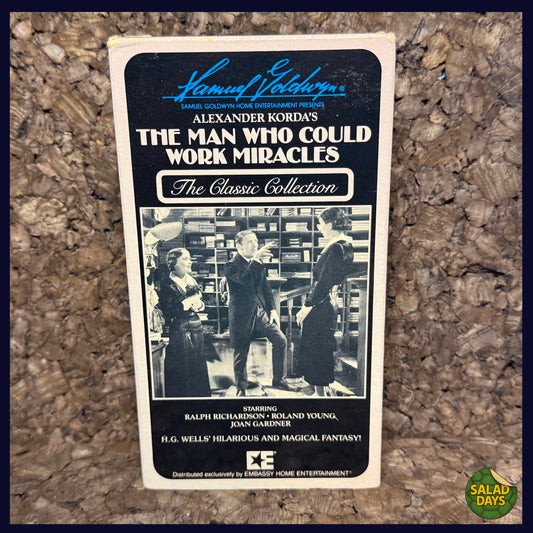 Samuel Goldwyn®
SAMUEL GOLDWYN HOME ENTERTAINMENT PRESENTS
ALEXANDER KORDA'S
THE MAN WHO COULD
WORK MIRACLES
The Classic Collection
STARRING
RALPH RICHARDSON • ROLAND YOUNG
JOAN GARDNER
H.G. WELLS' HILARIOUS AND MAGICAL FANTASY!
E
Distributed exclusively by EMBASSY HOME ENTERTAINMENT®
SALAD
DAYS